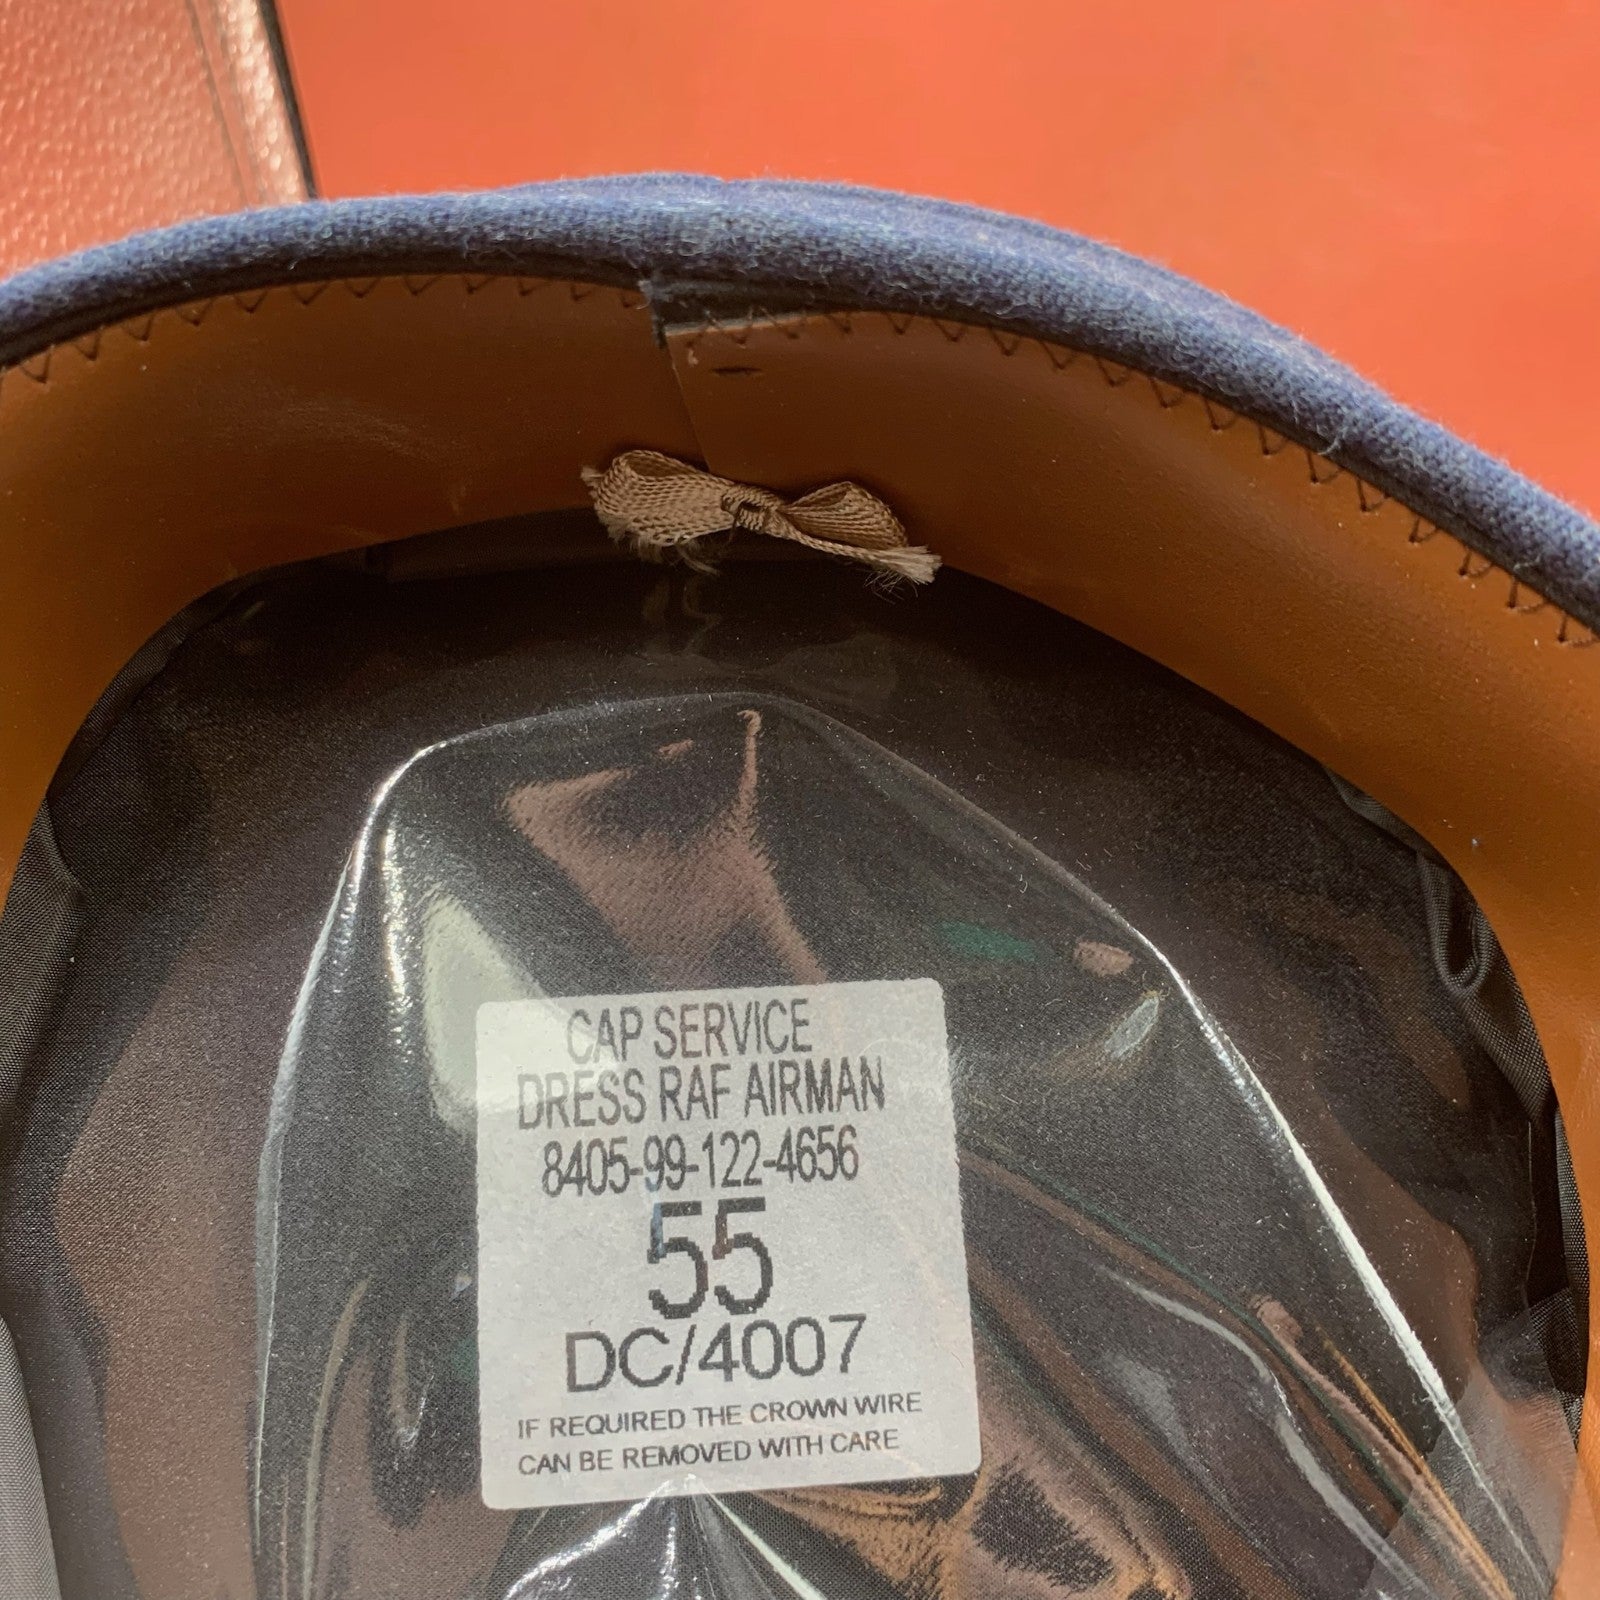 CAP SERVICE
DRESS RAF AIRMAN
8405-99-122-4656
55
DC/4007
IF REQUIRED THE CROWN WIRE
CAN BE REMOVED WITH CARE